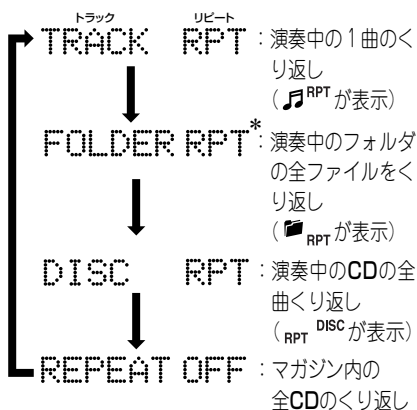 トラック リピート
TRACK RPT：演奏中の1曲のく
り返し
（♬RPTが表示）
FOLDER RPT*：演奏中のフォルダ
の全ファイルをく
り返し
（RPTが表示）
DISC RPT：演奏中のCDの全
曲くり返し
（RPT DISCが表示）
REPEAT OFF：マガジン内の
全CDのくり返し